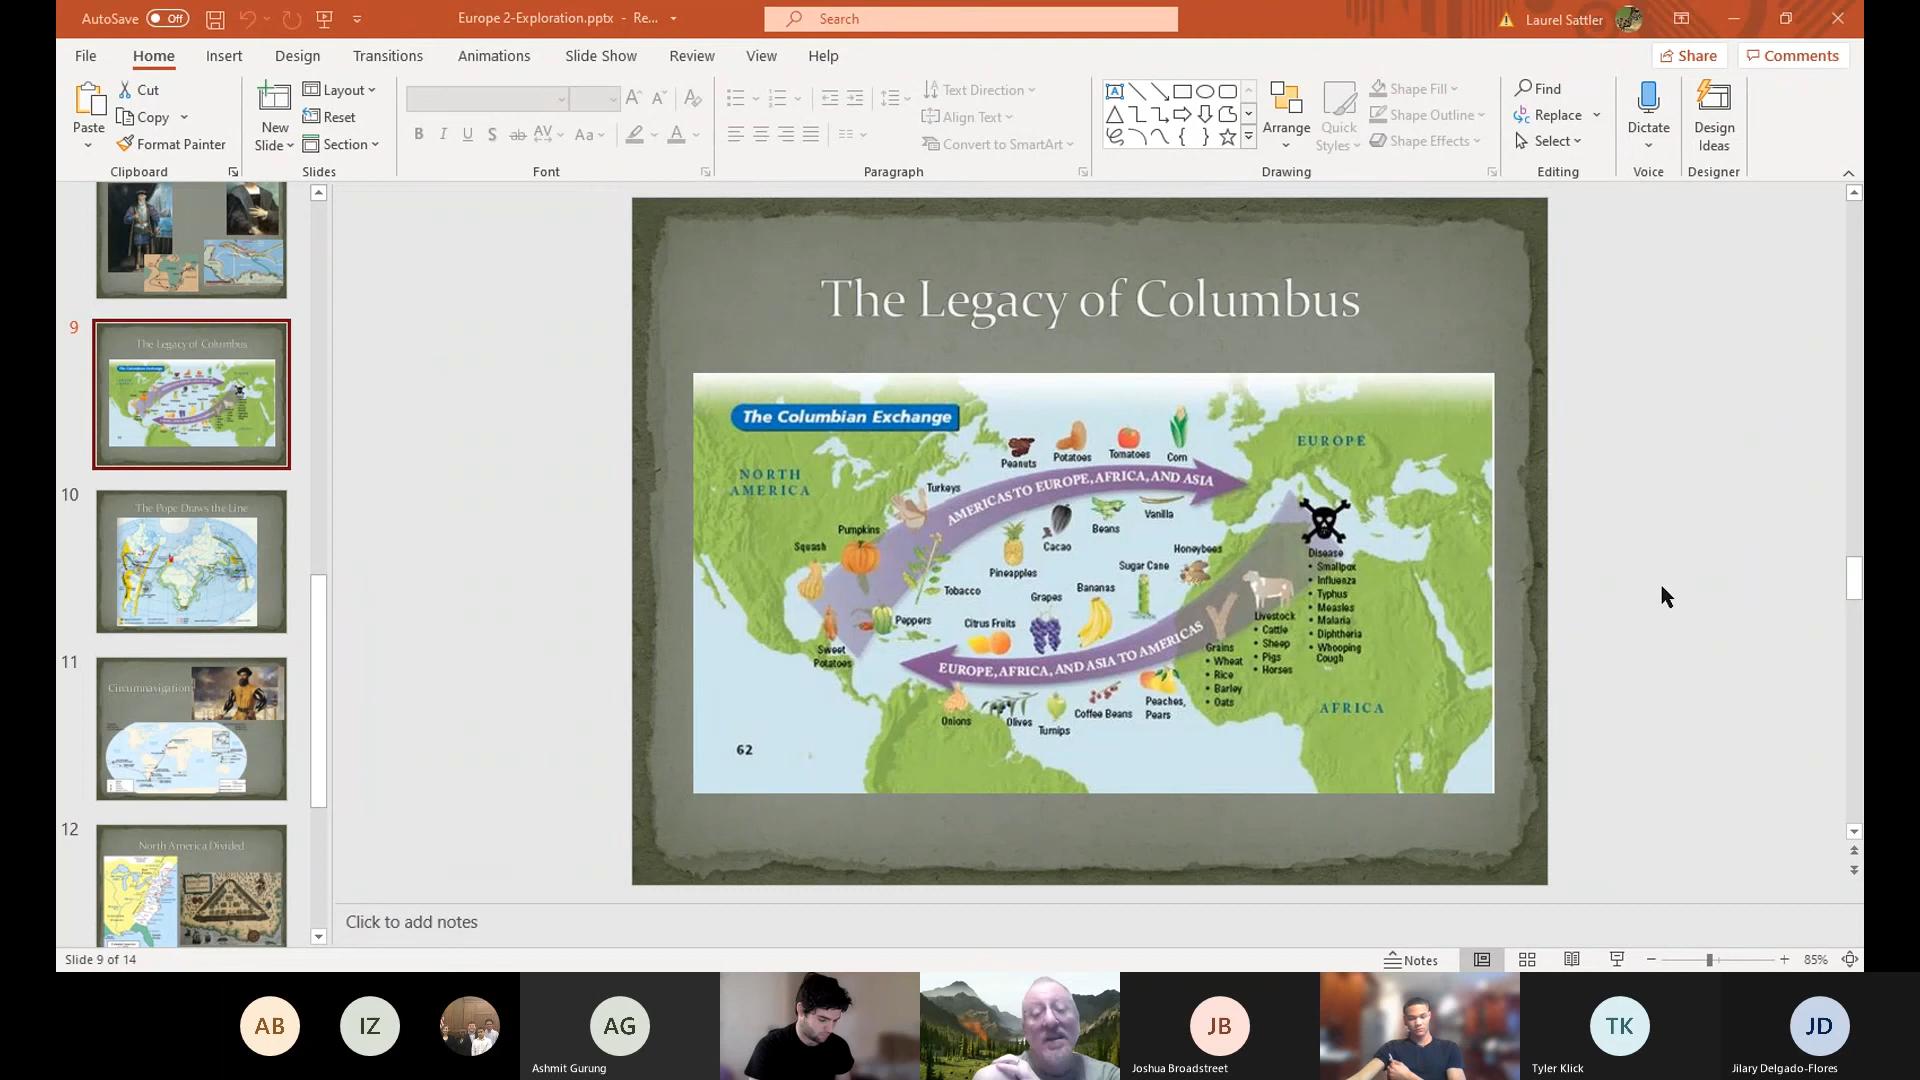 AutoSave Off Europe 2-Exploration.pptx - Re... Search Laurel Sattler
File Home Insert Design Transitions Animations Slide Show Review View Help Share Comments
Paste Cut Copy Format Painter
Clipboard
New Slide Layout Reset Section
Slides
B I U S ab AV Aa A
Font
Text Direction
Align Text
Convert to SmartArt
Paragraph
Arrange
Quick Styles
Shape Fill
Shape Outline
Shape Effects
Drawing
Find
Replace
Select
Editing
Dictate
Voice
Design Ideas
Designer
9
The Legacy of Columbus
10
The Pope Draws the Line
11
Circumnavigation
12
North America Divided
The Legacy of Columbus
The Columbian Exchange
NORTH AMERICA
EUROPE
AFRICA
Peanuts
Potatoes
Tomatoes
Corn
AMERICAS TO EUROPE, AFRICA, AND ASIA
Turkeys
Pumpkins
Squash
Cacao
Beans
Vanilla
Pineapples
Tobacco
Peppers
Sweet Potatoes
Honeybees
Sugar Cane
Bananas
Grapes
Citrus Fruits
EUROPE, AFRICA, AND ASIA TO AMERICAS
Onions
Olives
Turnips
Coffee Beans
Peaches, Pears
Grains
• Wheat
• Rice
• Barley
• Oats
Livestock
• Cattle
• Sheep
• Pigs
• Horses
Disease
• Smallpox
• Influenza
• Typhus
• Measles
• Malaria
• Diphtheria
• Whooping Cough
62
Click to add notes
Slide 9 of 14 Notes 85%
AB IZ AG JB TK JD
Ashmit Gurung Joshua Broadstreet Tyler Klick Jilary Delgado-Flores